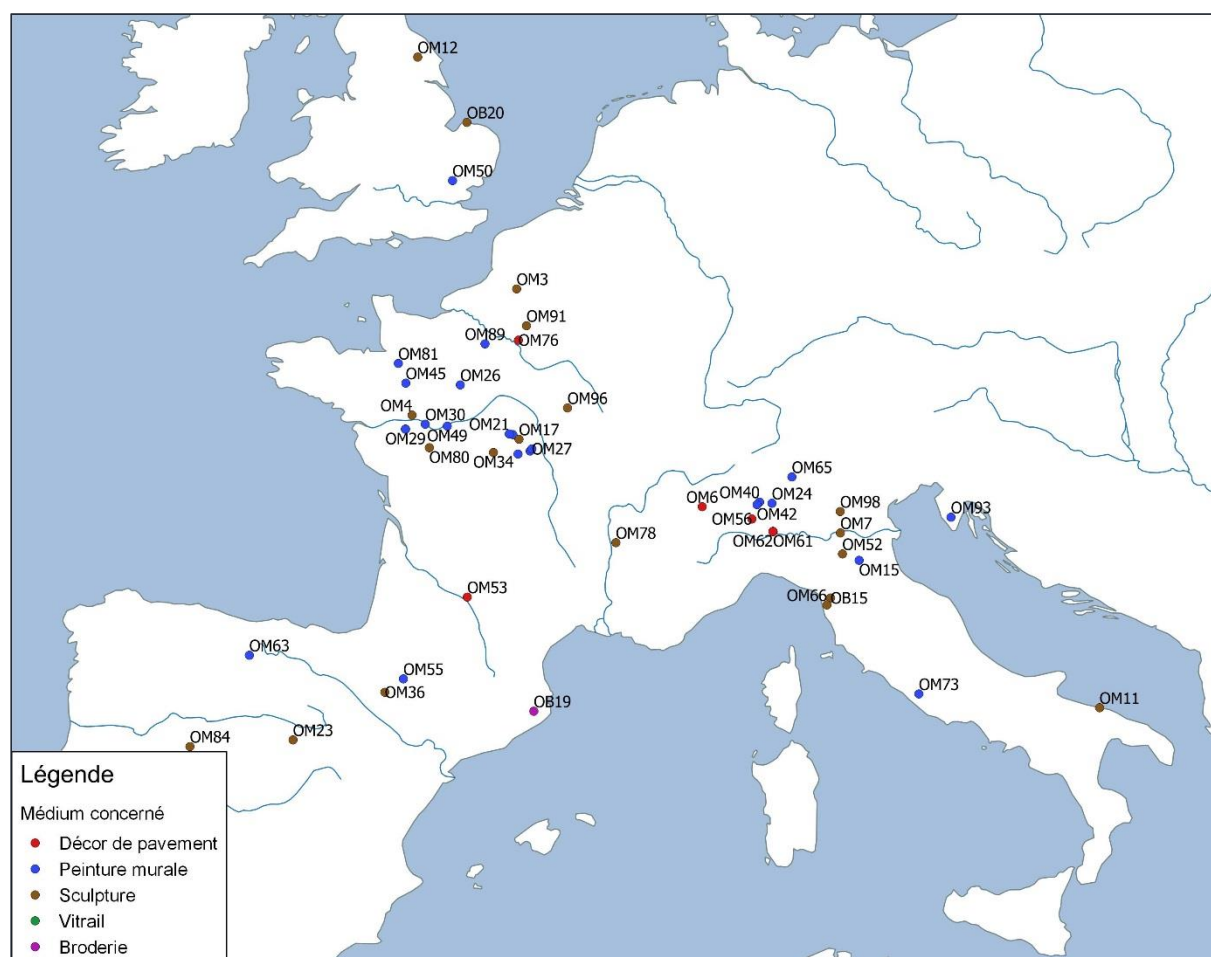 OM12
OB20
OM50
OM3
OM91
OM89
OM76
OM81
OM45
OM26
OM96
OM4
OM30
OM21
OM17
OM29
OM49
OM27
OM80
OM34
OM65
OM6
OM40
OM24
OM98
OM93
OM56
OM42
OM7
OM78
OM62
OM61
OM52
OM15
OM53
OM66
OB15
OM63
OM55
OM36
OM73
OB19
OM11
OM84
OM23
Légende
Médium concerné
Décor de pavement
Peinture murale
Sculpture
Vitrail
Broderie